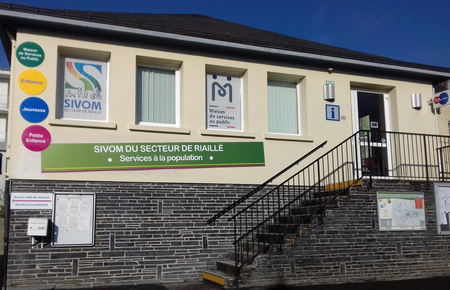 Maison de
Services au
Public
Enfance
Jeunesse
Petite
Enfance
SIVOM
SECTEUR DE RIAILLÉ
Maison
de services
au public
i
SIVOM DU SECTEUR DE RIAILLÉ
• Services à la population •